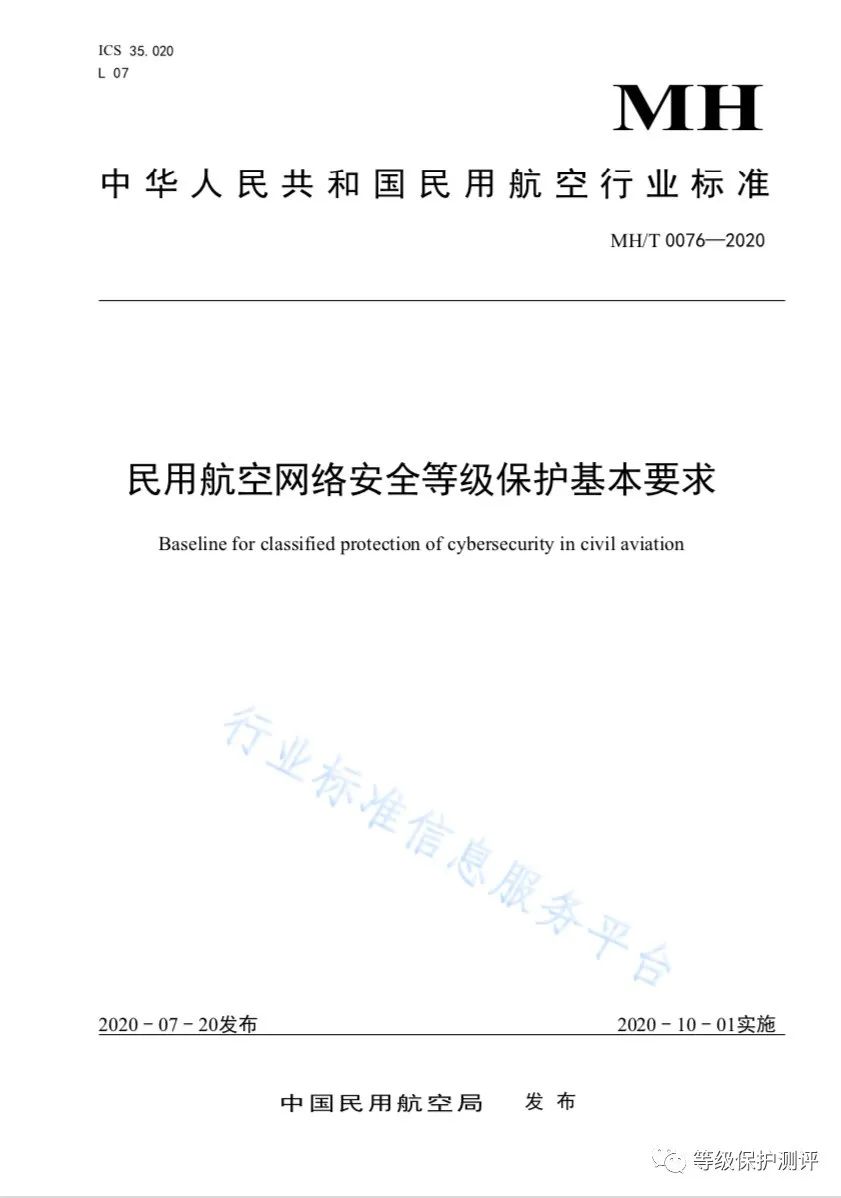 ICS 35.020
L 07
MH
中华人民共和国民用航空行业标准
MH/T 0076—2020
民用航空网络安全等级保护基本要求
Baseline for classified protection of cybersecurity in civil aviation
行业标准信息服务平台
2020-07-20发布
2020-10-01实施
中国民用航空局 发布
等级保护测评